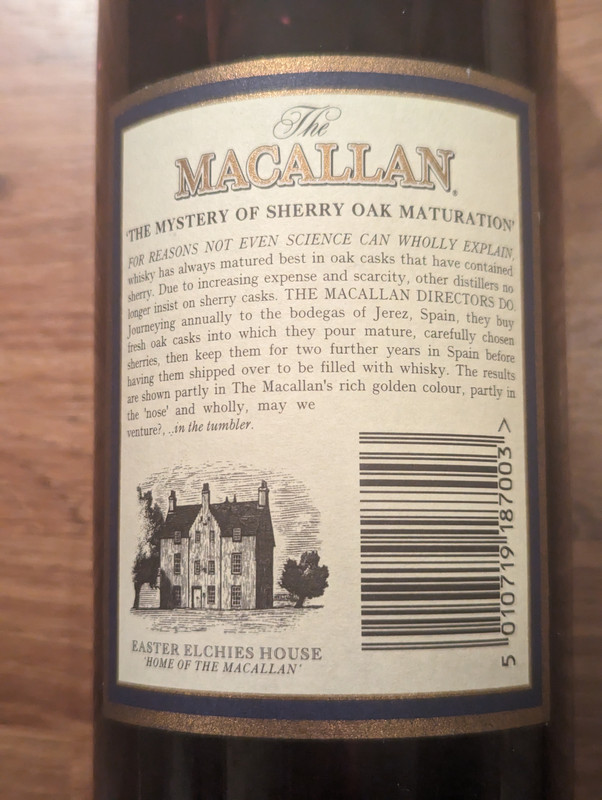 The
MACALLAN.
'THE MYSTERY OF SHERRY OAK MATURATION'
FOR REASONS NOT EVEN SCIENCE CAN WHOLLY EXPLAIN,
whisky has always matured best in oak casks that have contained
sherry. Due to increasing expense and scarcity, other distillers no
longer insist on sherry casks. THE MACALLAN DIRECTORS DO.
Journeying annually to the bodegas of Jerez, Spain, they buy
fresh oak casks into which they pour mature, carefully chosen
sherries, then keep them for two further years in Spain before
having them shipped over to be filled with whisky. The results
are shown partly in The Macallan's rich golden colour, partly in
the 'nose' and wholly, may we
venture?, ..in the tumbler.
EASTER ELCHIES HOUSE
'HOME OF THE MACALLAN'
5 010719 187003 >